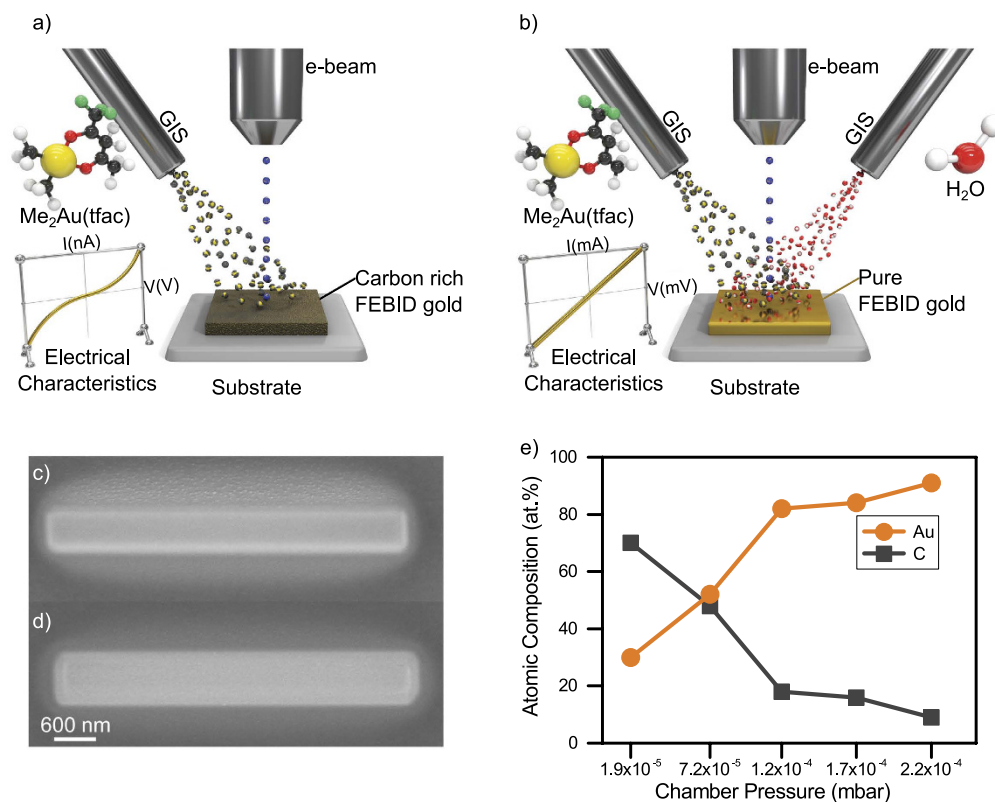 a)
e-beam
GIS
Me₂Au(tfac)
I(nA)
V(V)
Carbon rich
FEBID gold
Electrical
Characteristics
Substrate
b)
e-beam
GIS
GIS
H₂O
Me₂Au(tfac)
I(mA)
V(mV)
Pure
FEBID gold
Electrical
Characteristics
Substrate
c)
d)
600 nm
e)
Atomic Composition (at.%)
100
80
60
40
20
0
Au
C
1.9x10⁻⁵
7.2x10⁻⁵
1.2x10⁻⁴
1.7x10⁻⁴
2.2x10⁻⁴
Chamber Pressure (mbar)